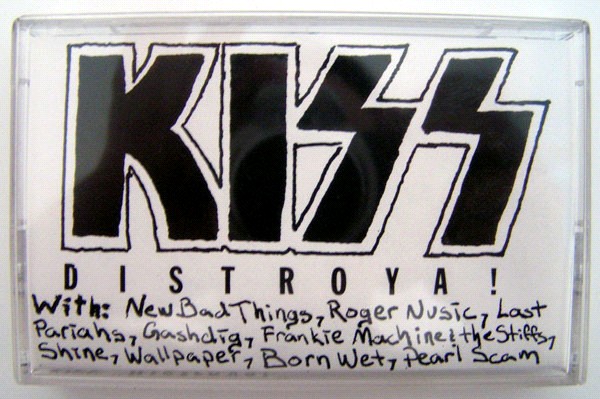 KISS
DISTROYA!
With: New Bad Things, Roger Nusic, Last
Pariahs, Gashdig, Frankie Machine & the Stiffs,
Shine, Wallpaper, Born Wet, Pearl Scam